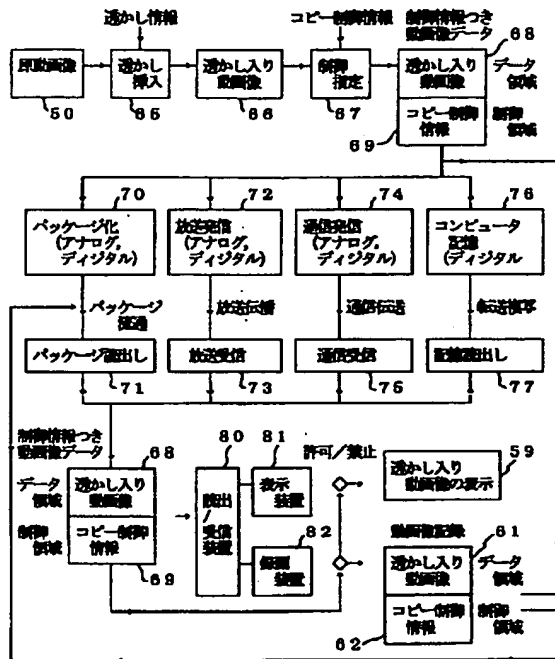 透かし情報
コピー制御情報
制御情報つき
動画像データ
68
原動画像
透かし
挿入
透かし入り
動画像
制御
指定
透かし入り
動画像
データ
領域
50
65
66
67
コピー制御
情報
制御
領域
69
70
72
74
76
パッケージ化
(アナログ,
ディジタル)
放送発信
(アナログ,
ディジタル)
通信発信
(アナログ,
ディジタル)
コンピュータ
記録
(ディジタル
パッケージ
流通
放送伝播
通信伝送
転送複写
パッケージ読出し
放送受信
通信受信
記録読出し
71
73
75
77
制御情報つき
動画像データ
68
80
81
許可/禁止
59
データ
領域
透かし入り
動画像
読出
/
受信
装置
表示
装置
透かし入り
動画像の表示
制御
領域
コピー制御
情報
82
録画
装置
動画像記録
61
69
透かし入り
動画像
データ
領域
コピー制御
情報
制御
領域
62